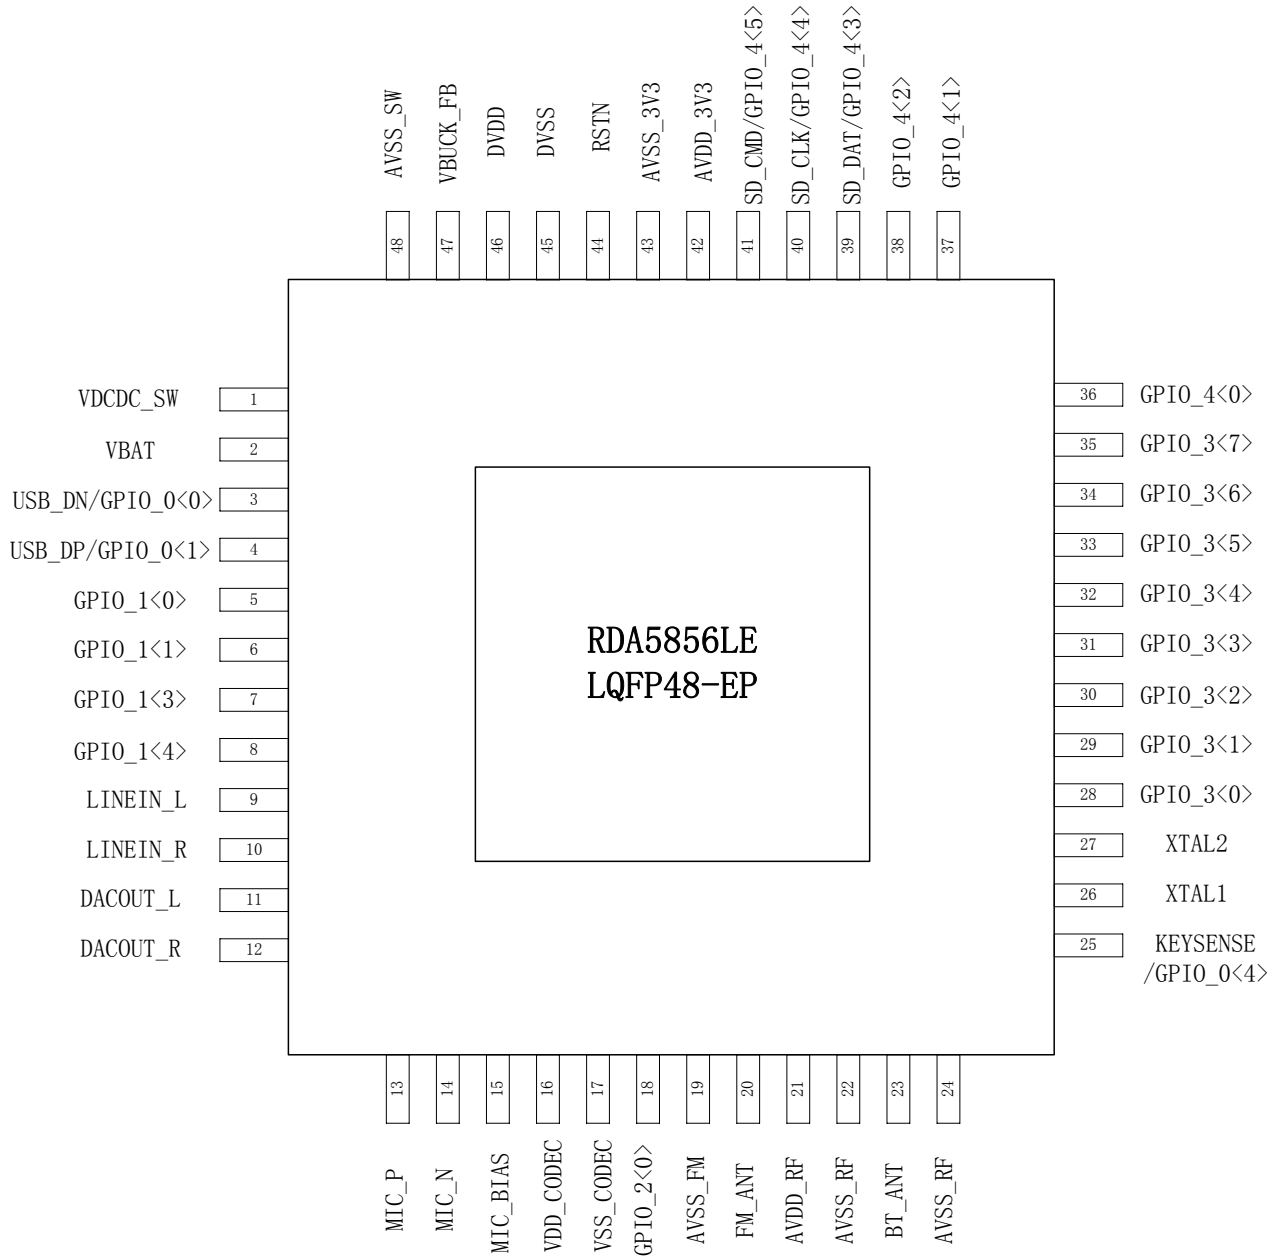 AVSS_SW
VBUCK_FB
DVDD
DVSS
RSTN
AVSS_3V3
AVDD_3V3
SD_CMD/GPIO_4<5>
SD_CLK/GPIO_4<4>
SD_DAT/GPIO_4<3>
GPIO_4<2>
GPIO_4<1>
48
47
46
45
44
43
42
41
40
39
38
37
VDCDC_SW 1
VBAT 2
USB_DN/GPIO_0<0> 3
USB_DP/GPIO_0<1> 4
GPIO_1<0> 5
GPIO_1<1> 6
GPIO_1<3> 7
GPIO_1<4> 8
LINEIN_L 9
LINEIN_R 10
DACOUT_L 11
DACOUT_R 12
RDA5856LE
LQFP48-EP
36 GPIO_4<0>
35 GPIO_3<7>
34 GPIO_3<6>
33 GPIO_3<5>
32 GPIO_3<4>
31 GPIO_3<3>
30 GPIO_3<2>
29 GPIO_3<1>
28 GPIO_3<0>
27 XTAL2
26 XTAL1
25 KEYSENSE
/GPIO_0<4>
13
14
15
16
17
18
19
20
21
22
23
24
MIC_P
MIC_N
MIC_BIAS
VDD_CODEC
VSS_CODEC
GPIO_2<0>
AVSS_FM
FM_ANT
AVDD_RF
AVSS_RF
BT_ANT
AVSS_RF